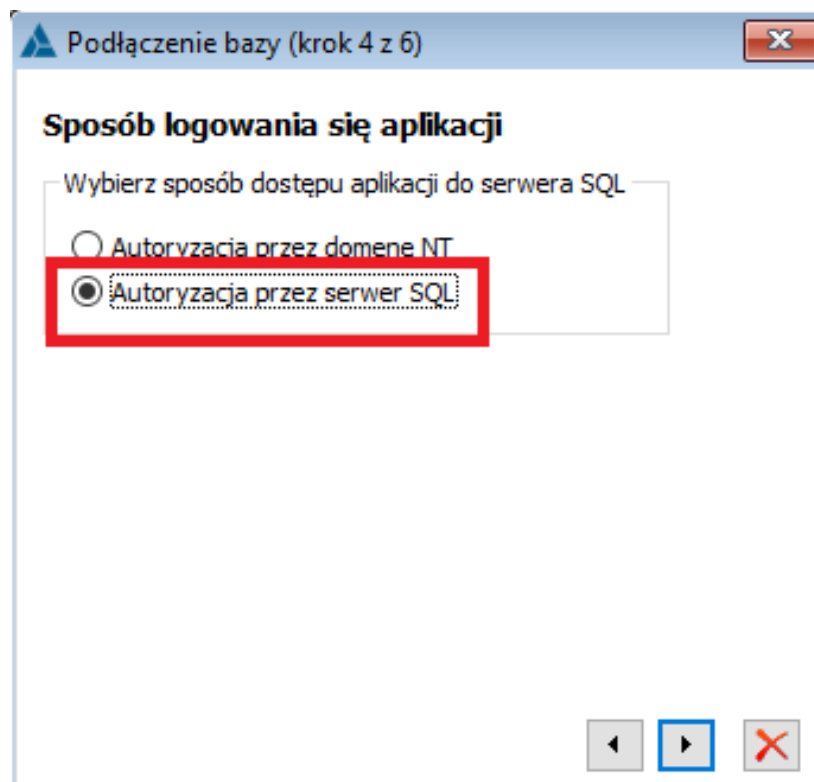 Podłączenie bazy (krok 4 z 6)
Sposób logowania się aplikacji
Wybierz sposób dostępu aplikacji do serwera SQL
Autoryzacja przez domene NT
Autoryzacja przez serwer SQL